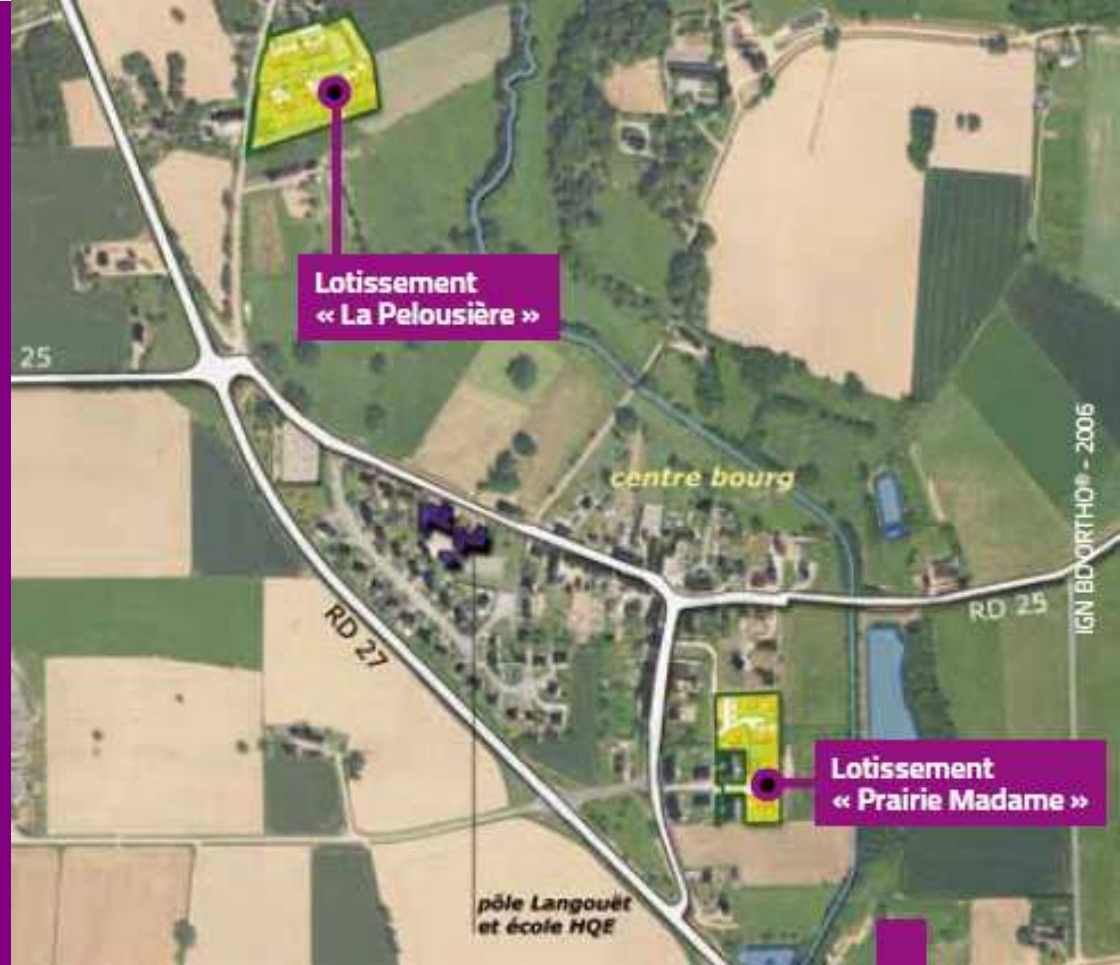 Lotissement
« La Pelousière »
25
centre bourg
IGN BDORTHO® - 2006
RD 25
RD 27
Lotissement
« Prairie Madame »
pôle Langouët
et école HQE